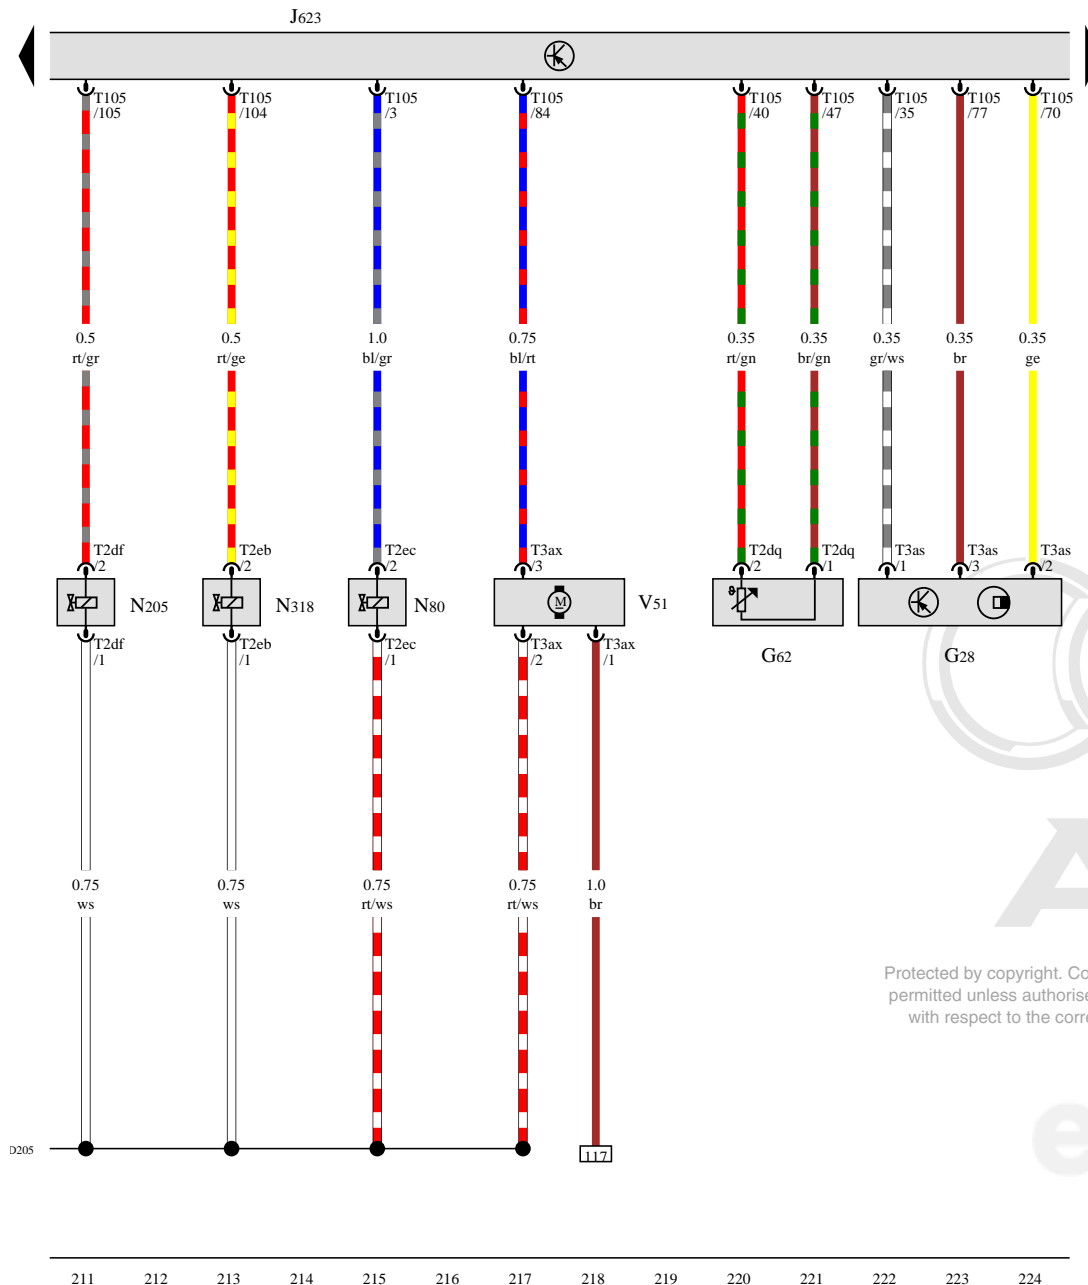 J623
T105 T105 T105 T105 T105 T105 T105 T105 T105
/105 /104 /3 /84 /40 /47 /35 /77 /70
0.5 0.5 1.0 0.75 0.35 0.35 0.35 0.35 0.35
rt/gr rt/ge bl/gr bl/rt rt/gn br/gn gr/ws br ge
T2df T2eb T2ec T3ax T2dq T2dq T3as T3as T3as
/2 /2 /2 /3 /2 /1 /1 /3 /2
N205 N318 N80 M V51
T2df T2eb T2ec T3ax T3ax
/1 /1 /1 /2 /1
G62 G28
0.75 0.75 0.75 0.75 1.0
ws ws rt/ws rt/ws br
A
Protected by copyright. Co
permitted unless authorise
with respect to the corre
e
D205
117
211 212 213 214 215 216 217 218 219 220 221 222 223 224